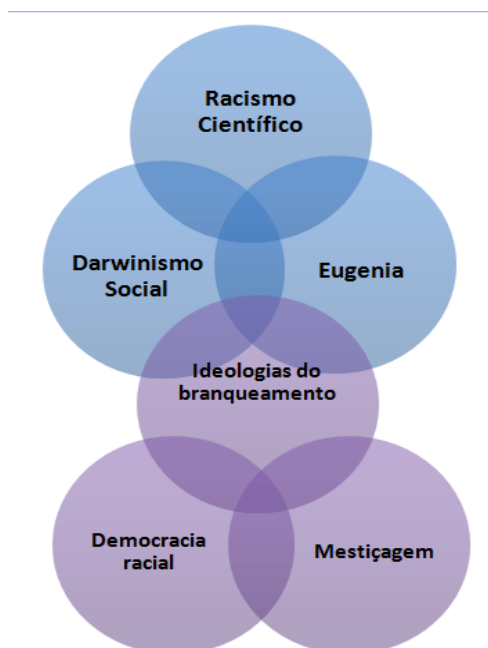 Racismo
Científico
Darwinismo
Social
Eugenia
Ideologias do
branqueamento
Democracia
racial
Mestiçagem